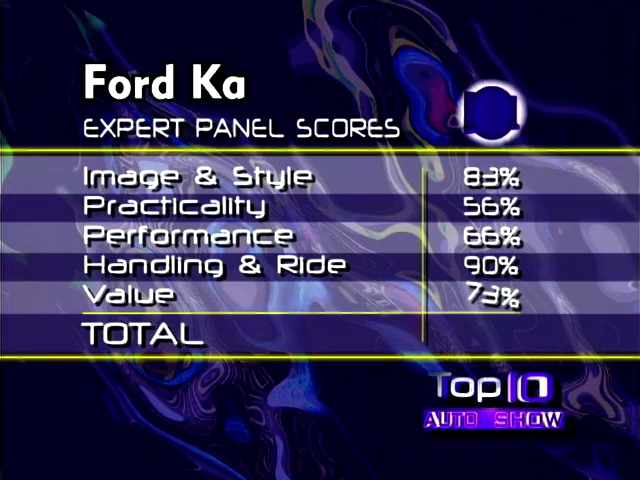 Ford Ka
EXPERT PANEL SCORES
Image & Style 83%
Practicality 56%
Performance 66%
Handling & Ride 90%
Value 73%
TOTAL
Top 10
AUTO SHOW